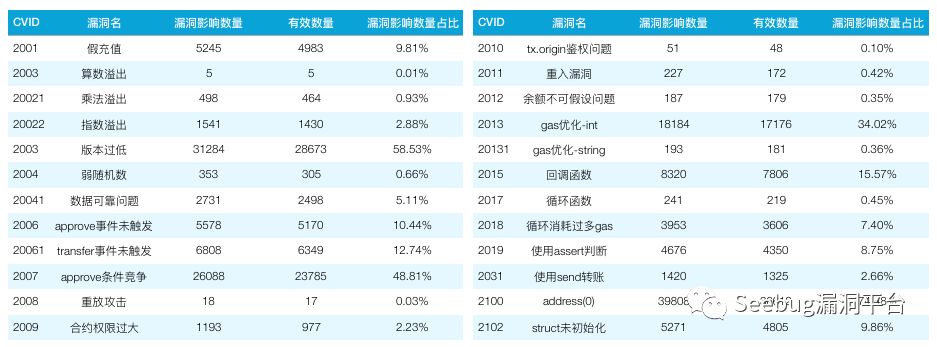 CVID 漏洞名 漏洞影响数量 有效数量 漏洞影响数量占比
2001 假充值 5245 4983 9.81%
2003 算数溢出 5 5 0.01%
20021 乘法溢出 498 464 0.93%
20022 指数溢出 1541 1430 2.88%
2003 版本过低 31284 28673 58.53%
2004 弱随机数 353 305 0.66%
20041 数据可靠问题 2731 2498 5.11%
2006 approve事件未触发 5578 5170 10.44%
20061 transfer事件未触发 6808 6349 12.74%
2007 approve条件竞争 26088 23785 48.81%
2008 重放攻击 18 17 0.03%
2009 合约权限过大 1193 977 2.23%
CVID 漏洞名 漏洞影响数量 有效数量 漏洞影响数量占比
2010 tx.origin鉴权问题 51 48 0.10%
2011 重入漏洞 227 172 0.42%
2012 余额不可假设问题 187 179 0.35%
2013 gas优化-int 18184 17176 34.02%
20131 gas优化-string 193 181 0.36%
2015 回调函数 8320 7806 15.57%
2017 循环函数 241 219 0.45%
2018 循环消耗过多gas 3953 3606 7.40%
2019 使用assert判断 4676 4350 8.75%
2031 使用send转账 1420 1325 2.66%
2100 address(0) 39808
2102 struct未初始化 5271 4805 9.86%
Seebug漏洞平台